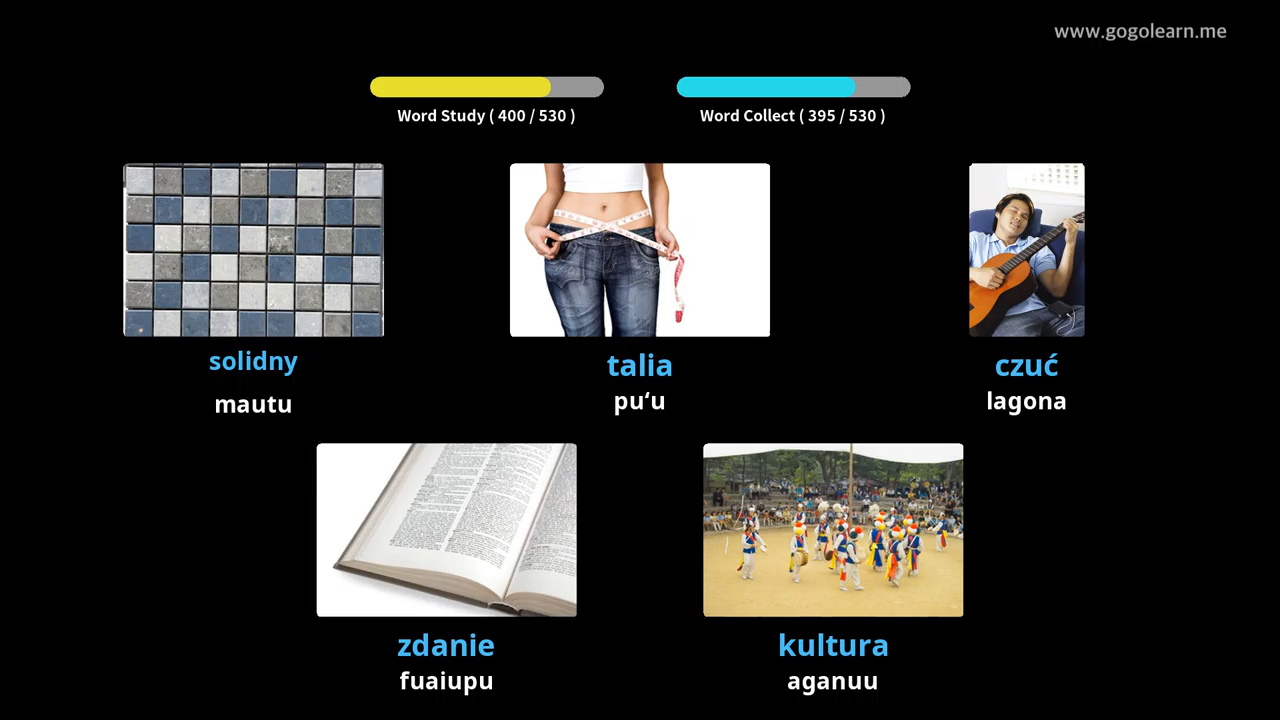 www.gogolearn.me
Word Study ( 400 / 530 )
Word Collect ( 395 / 530 )
solidny
mautu
talia
puʻu
czuć
lagona
zdanie
fuaiupu
kultura
aganuu